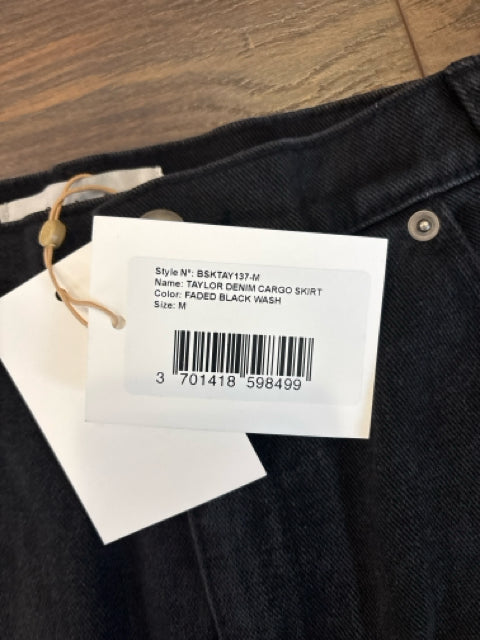 Style N°: BSKTAY137-M
Name: TAYLOR DENIM CARGO SKIRT
Color: FADED BLACK WASH
Size: M
3 701418 598499